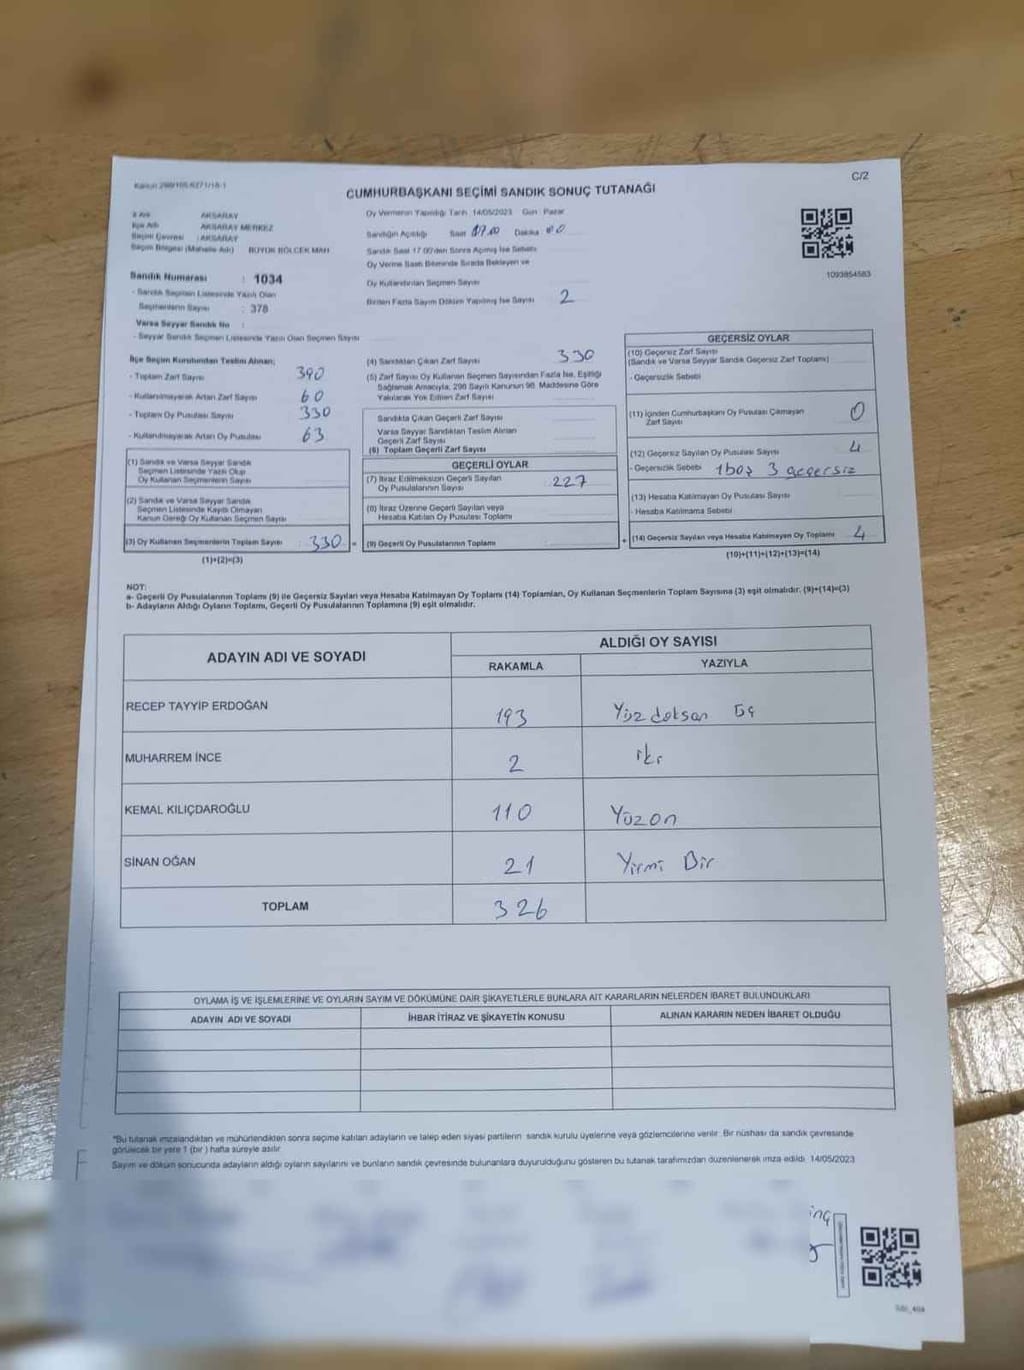 Kanun 298/105-6271/18-1
C/2
CUMHURBAŞKANI SEÇİMİ SANDIK SONUÇ TUTANAĞI
İl Adı AKSARAY
İlçe Adı AKSARAY MERKEZ
Seçim Çevresi : AKSARAY
Seçim Bölgesi (Mahalle Adı) BÜYÜK BÖLCEK MAH
Oy Vermenin Yapıldığı Tarih 14/05/2023 Gün Pazar
Sandığın Açıldığı Saat 17.00 Dakika
Sandık Saat 17.00'den Sonra Açılmış İse Sebebi
Oy Verme Saati Bitiminde Sırada Bekleyen ve
Oy Kullandırılan Seçmen Sayısı
Birden Fazla Sayım Döküm Yapılmış İse Sayısı 2
1093854583
Sandık Numarası : 1034
- Sandık Seçmen Listesinde Yazılı Olan
Seçmenlerin Sayısı : 378
Varsa Seyyar Sandık No :
- Seyyar Sandık Seçmen Listesinde Yazılı Olan Seçmen Sayısı
İlçe Seçim Kurulundan Teslim Alınan;
- Toplam Zarf Sayısı 390
- Kullanılmayarak Artan Zarf Sayısı 60
- Toplam Oy Pusulası Sayısı 330
- Kullanılmayarak Artan Oy Pusulası 63
(1) Sandık ve Varsa Seyyar Sandık
Seçmen Listesinde Yazılı Olup
Oy Kullanan Seçmenlerin Sayısı
(2) Sandık ve Varsa Seyyar Sandık
Seçmen Listesinde Kayıtlı Olmayan
Kanun Gereği Oy Kullanan Seçmen Sayısı
(3) Oy Kullanan Seçmenlerin Toplam Sayısı 330 =
(1)+(2)=(3)
(4) Sandıktan Çıkan Zarf Sayısı 330
(5) Zarf Sayısı Oy Kullanan Seçmen Sayısından Fazla İse, Eşitliği
Sağlamak Amacıyla, 298 Sayılı Kanunun 98. Maddesine Göre
Yakılarak Yok Edilen Zarf Sayısı
Sandıkta Çıkan Geçerli Zarf Sayısı
Varsa Seyyar Sandıktan Teslim Alınan
Geçerli Zarf Sayısı
(6) Toplam Geçerli Zarf Sayısı
GEÇERLİ OYLAR
(7) İtiraz Edilmeksizin Geçerli Sayılan
Oy Pusulalarının Sayısı 227
(8) İtiraz Üzerine Geçerli Sayılan veya
Hesaba Katılan Oy Pusulası Toplamı
(9) Geçerli Oy Pusulalarının Toplamı +
GEÇERSİZ OYLAR
(10) Geçersiz Zarf Sayısı
(Sandık ve Varsa Seyyar Sandık Geçersiz Zarf Toplamı)
- Geçersizlik Sebebi
(11) İçinden Cumhurbaşkanı Oy Pusulası Çıkmayan
Zarf Sayısı 0
(12) Geçersiz Sayılan Oy Pusulası Sayısı 4
- Geçersizlik Sebebi 1boş 3 geçersiz
(13) Hesaba Katılmayan Oy Pusulası Sayısı
- Hesaba Katılmama Sebebi
(14) Geçersiz Sayılan veya Hesaba Katılmayan Oy Toplamı 4
(10)+(11)+(12)+(13)=(14)
NOT:
a- Geçerli Oy Pusulalarının Toplamı (9) ile Geçersiz Sayılan veya Hesaba Katılmayan Oy Toplamı (14) Toplamları, Oy Kullanan Seçmenlerin Toplam Sayısına (3) eşit olmalıdır. (9)+(14)=(3)
b- Adayların Aldığı Oyların Toplamı, Geçerli Oy Pusulalarının Toplamına (9) eşit olmalıdır.
ADAYIN ADI VE SOYADI
ALDIĞI OY SAYISI
RAKAMLA YAZIYLA
RECEP TAYYİP ERDOĞAN 193 Yüz doksan üç
MUHARREM İNCE 2 iki
KEMAL KILIÇDAROĞLU 110 Yüzon
SİNAN OĞAN 21 Yirmi Bir
TOPLAM 326
OYLAMA İŞ VE İŞLEMLERİNE VE OYLARIN SAYIM VE DÖKÜMÜNE DAİR ŞİKAYETLERLE BUNLARA AİT KARARLARIN NELERDEN İBARET BULUNDUKLARI
ADAYIN ADI VE SOYADI İHBAR İTİRAZ VE ŞİKAYETİN KONUSU ALINAN KARARIN NEDEN İBARET OLDUĞU
*Bu tutanak imzalandıktan ve mühürlendikten sonra seçime katılan adayların ve talep eden siyasi partilerin sandık kurulu üyelerine veya gözlemcilerine verilir. Bir nüshası da sandık çevresinde
görülecek bir yere 1 (bir) hafta süreyle asılır
Sayım ve döküm sonucunda adayların aldığı oyların sayılarını ve bunların sandık çevresinde bulunanlara duyurulduğunu gösteren bu tutanak tarafımızdan düzenlenerek imza edildi 14/05/2023